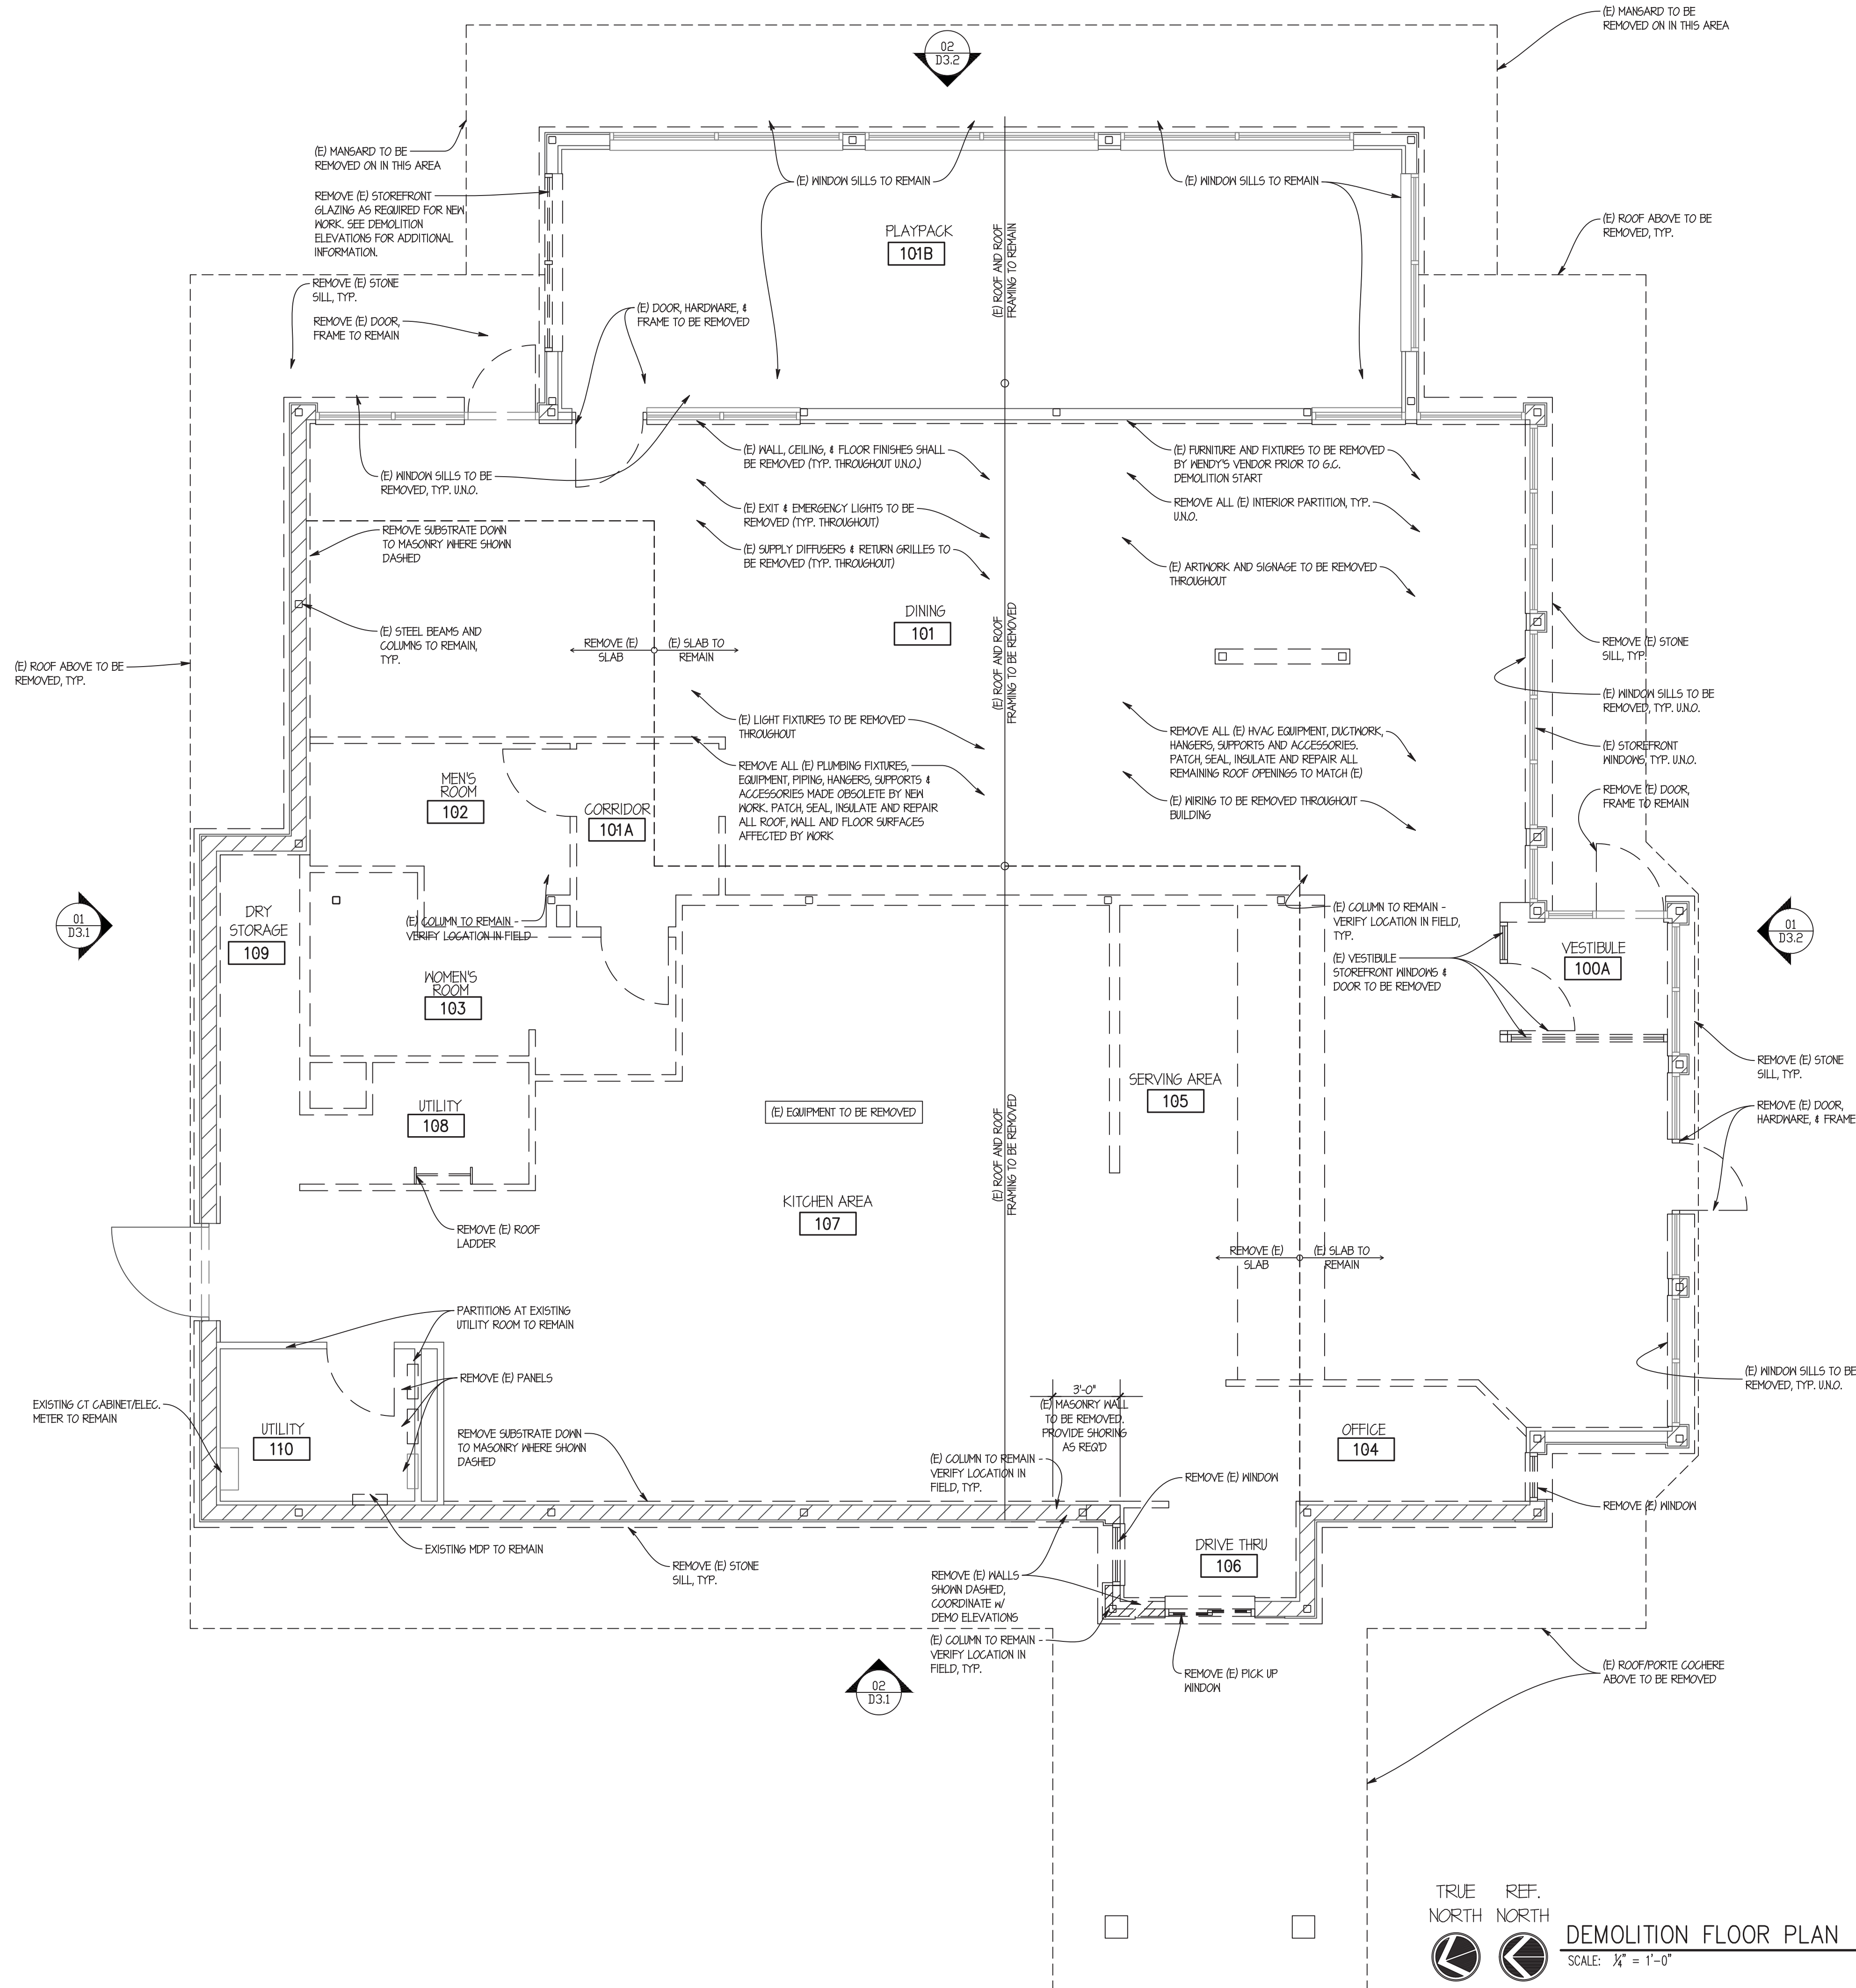 (E) MANSARD TO BE
REMOVED ON IN THIS AREA
02
D3.2
(E) MANSARD TO BE
REMOVED ON IN THIS AREA
REMOVE (E) STOREFRONT
GLAZING AS REQUIRED FOR NEW
WORK. SEE DEMOLITION
ELEVATIONS FOR ADDITIONAL
INFORMATION.
(E) WINDOW SILLS TO REMAIN
(E) WINDOW SILLS TO REMAIN
PLAYPACK
101B
(E) ROOF AND ROOF
FRAMING TO REMAIN
(E) ROOF ABOVE TO BE
REMOVED, TYP.
REMOVE (E) STONE
SILL, TYP.
REMOVE (E) DOOR,
FRAME TO REMAIN
(E) DOOR, HARDWARE, &
FRAME TO BE REMOVED
(E) WALL, CEILING, & FLOOR FINISHES SHALL
BE REMOVED (TYP. THROUGHOUT U.N.O.)
(E) FURNITURE AND FIXTURES TO BE REMOVED
BY WENDY'S VENDOR PRIOR TO G.C.
DEMOLITION START
(E) WINDOW SILLS TO BE
REMOVED, TYP. U.N.O.
(E) EXIT & EMERGENCY LIGHTS TO BE
REMOVED (TYP. THROUGHOUT)
REMOVE ALL (E) INTERIOR PARTITION, TYP.
U.N.O.
REMOVE SUBSTRATE DOWN
TO MASONRY WHERE SHOWN
DASHED
(E) SUPPLY DIFFUSERS & RETURN GRILLES TO
BE REMOVED (TYP. THROUGHOUT)
(E) ARTWORK AND SIGNAGE TO BE REMOVED
THROUGHOUT
DINING
101
(E) ROOF AND ROOF
FRAMING TO BE REMOVED
(E) STEEL BEAMS AND
COLUMNS TO REMAIN,
TYP.
REMOVE (E)
SLAB
(E) SLAB TO
REMAIN
(E) ROOF ABOVE TO BE
REMOVED, TYP.
REMOVE (E) STONE
SILL, TYP.
(E) WINDOW SILLS TO BE
REMOVED, TYP. U.N.O.
(E) STOREFRONT
WINDOWS, TYP. U.N.O.
REMOVE (E) DOOR,
FRAME TO REMAIN
(E) LIGHT FIXTURES TO BE REMOVED
THROUGHOUT
REMOVE ALL (E) HVAC EQUIPMENT, DUCTWORK,
HANGERS, SUPPORTS AND ACCESSORIES.
PATCH, SEAL, INSULATE AND REPAIR ALL
REMAINING ROOF OPENINGS TO MATCH (E)
REMOVE ALL (E) PLUMBING FIXTURES,
EQUIPMENT, PIPING, HANGERS, SUPPORTS &
ACCESSORIES MADE OBSOLETE BY NEW
WORK. PATCH, SEAL, INSULATE AND REPAIR
ALL ROOF, WALL AND FLOOR SURFACES
AFFECTED BY WORK
(E) WIRING TO BE REMOVED THROUGHOUT
BUILDING
MEN'S
ROOM
102
CORRIDOR
101A
01
D3.1
DRY
STORAGE
109
(E) COLUMN TO REMAIN -
VERIFY LOCATION IN FIELD
(E) COLUMN TO REMAIN -
VERIFY LOCATION IN FIELD,
TYP.
(E) VESTIBULE
STOREFRONT WINDOWS &
DOOR TO BE REMOVED
VESTIBULE
100A
01
D3.2
WOMEN'S
ROOM
103
REMOVE (E) STONE
SILL, TYP.
SERVING AREA
105
UTILITY
108
(E) EQUIPMENT TO BE REMOVED
(E) ROOF AND ROOF
FRAMING TO BE REMOVED
REMOVE (E) DOOR,
HARDWARE, & FRAME
KITCHEN AREA
107
REMOVE (E) ROOF
LADDER
REMOVE (E)
SLAB
(E) SLAB TO
REMAIN
PARTITIONS AT EXISTING
UTILITY ROOM TO REMAIN
REMOVE (E) PANELS
EXISTING CT CABINET/ELEC.
METER TO REMAIN
(E) WINDOW SILLS TO BE
REMOVED, TYP. U.N.O.
3'-0"
(E) MASONRY WALL
TO BE REMOVED.
PROVIDE SHORING
AS REQ'D
UTILITY
110
REMOVE SUBSTRATE DOWN
TO MASONRY WHERE SHOWN
DASHED
OFFICE
104
(E) COLUMN TO REMAIN -
VERIFY LOCATION IN
FIELD, TYP.
REMOVE (E) WINDOW
REMOVE (E) WINDOW
EXISTING MDP TO REMAIN
REMOVE (E) STONE
SILL, TYP.
DRIVE THRU
106
REMOVE (E) WALLS
SHOWN DASHED,
COORDINATE W/
DEMO ELEVATIONS
(E) COLUMN TO REMAIN -
VERIFY LOCATION IN
FIELD, TYP.
REMOVE (E) PICK UP
WINDOW
02
D3.1
(E) ROOF/PORTE COCHERE
ABOVE TO BE REMOVED
TRUE
NORTH
REF.
NORTH
DEMOLITION FLOOR PLAN
SCALE: 1/4" = 1'-0"